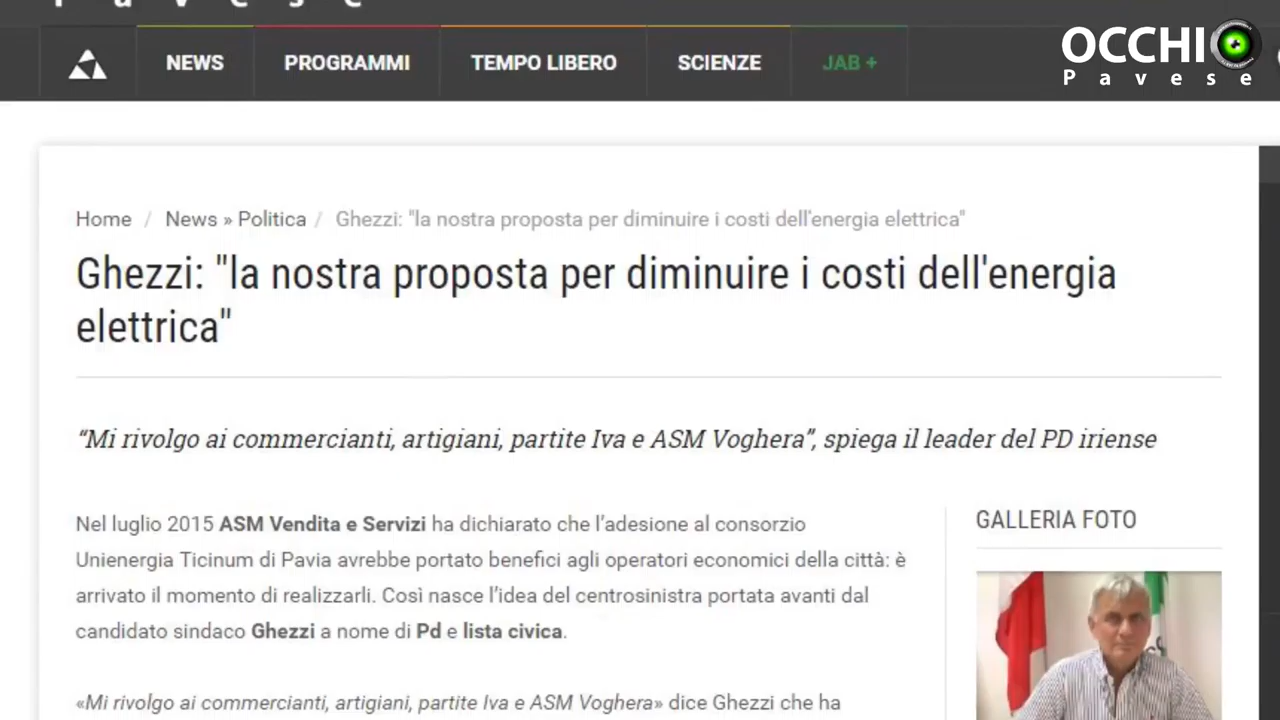 Pavese
NEWS
PROGRAMMI
TEMPO LIBERO
SCIENZE
JAB +
OCCHI
Pavese
Home / News » Politica / Ghezzi: "la nostra proposta per diminuire i costi dell'energia elettrica"
Ghezzi: "la nostra proposta per diminuire i costi dell'energia
elettrica"
“Mi rivolgo ai commercianti, artigiani, partite Iva e ASM Voghera”, spiega il leader del PD iriense
Nel luglio 2015 ASM Vendita e Servizi ha dichiarato che l’adesione al consorzio
Unienergia Ticinum di Pavia avrebbe portato benefici agli operatori economici della città: è
arrivato il momento di realizzarli. Così nasce l’idea del centrosinistra portata avanti dal
candidato sindaco Ghezzi a nome di Pd e lista civica.
«Mi rivolgo ai commercianti, artigiani, partite Iva e ASM Voghera» dice Ghezzi che ha
GALLERIA FOTO